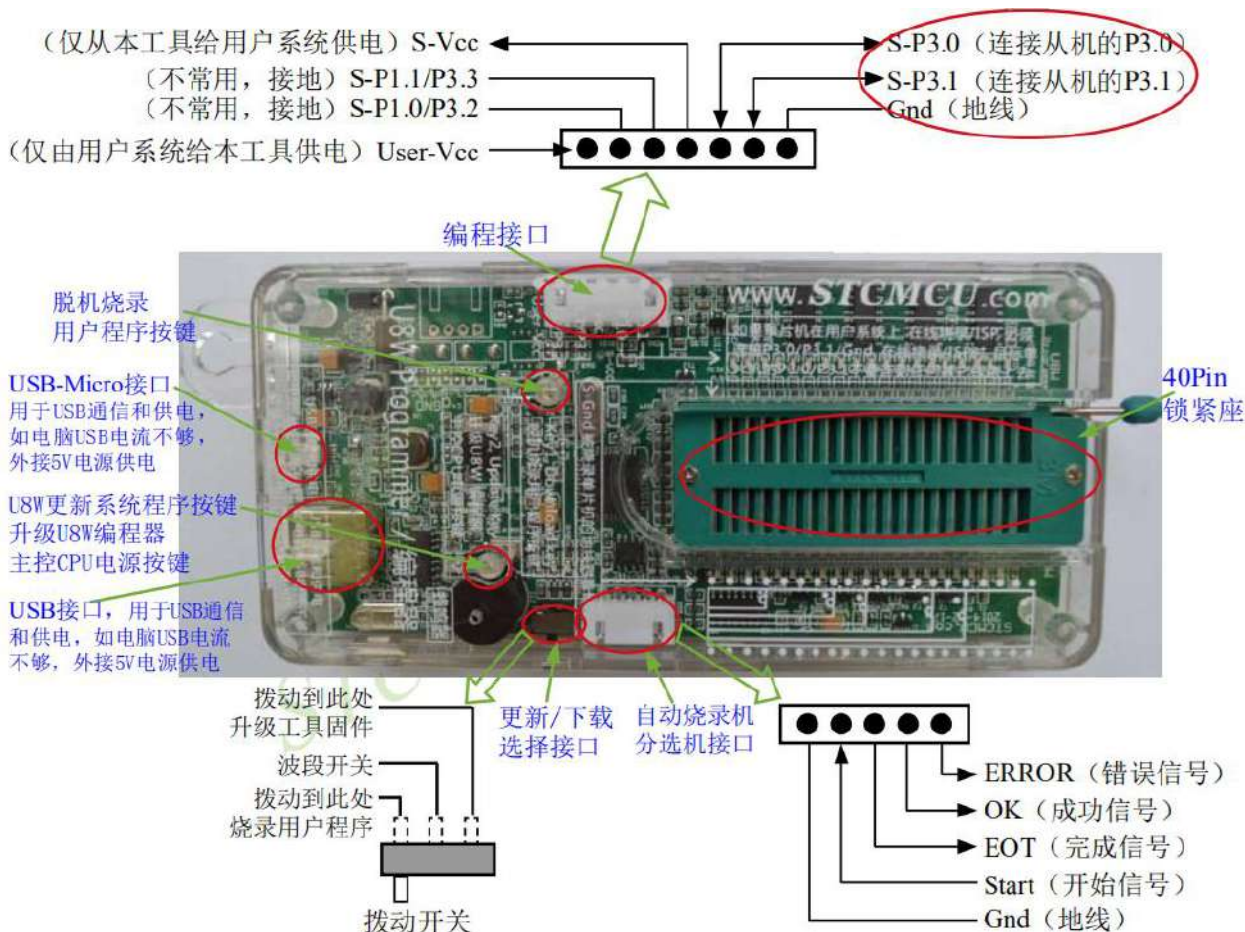 （仅从本工具给用户系统供电）S-Vcc
（不常用，接地）S-P1.1/P3.3
（不常用，接地）S-P1.0/P3.2
（仅由用户系统给本工具供电）User-Vcc
S-P3.0（连接从机的P3.0）
S-P3.1（连接从机的P3.1）
Gnd（地线）
编程接口
脱机烧录
用户程序按键
USB-Micro接口
用于USB通信和供电，
如电脑USB电流不够，
外接5V电源供电
U8W更新系统程序按键
升级U8W编程器
主控CPU电源按键
USB接口，用于USB通信
和供电，如电脑USB电流
不够，外接5V电源供电
www.STCMCU.com
40Pin
锁紧座
拨动到此处
升级工具固件
波段开关
拨动到此处
烧录用户程序
拨动开关
更新/下载
选择接口
自动烧录机
分选机接口
ERROR（错误信号）
OK（成功信号）
EOT（完成信号）
Start（开始信号）
Gnd（地线）